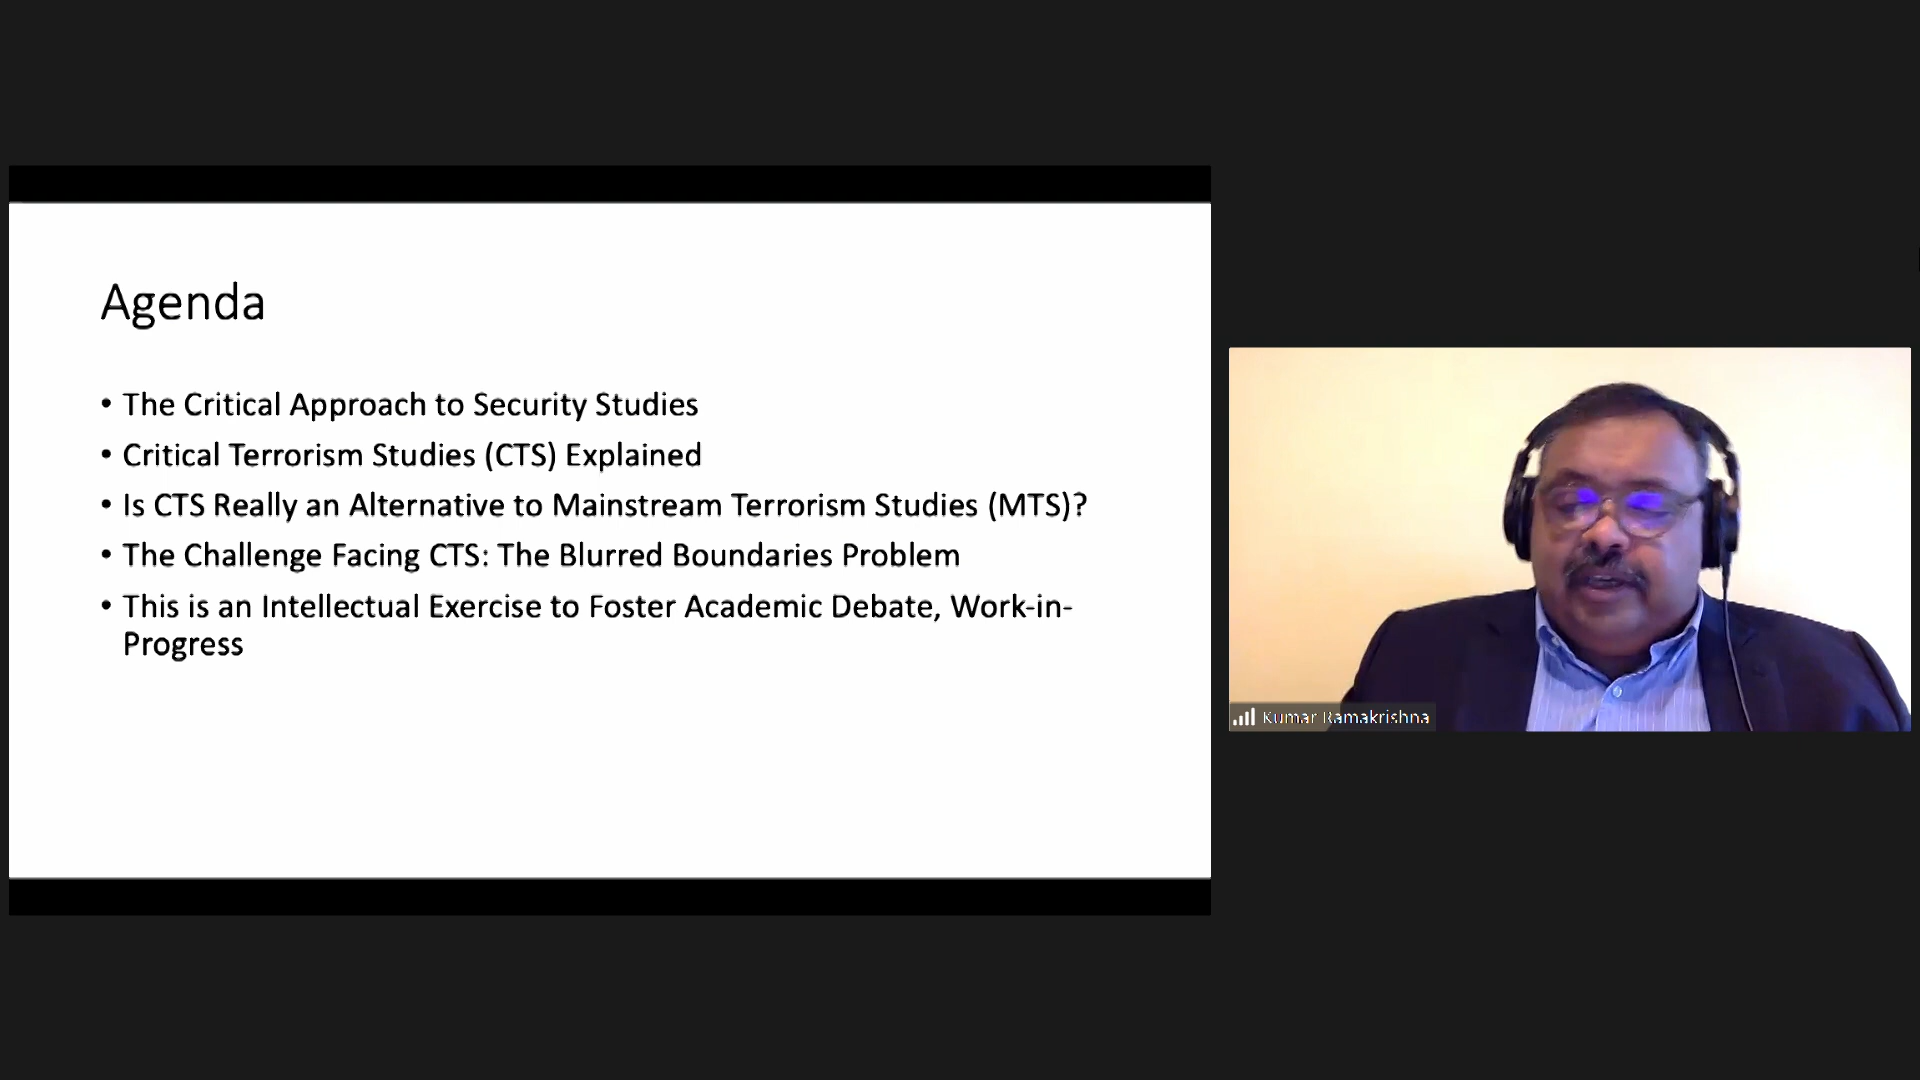 Agenda
• The Critical Approach to Security Studies
• Critical Terrorism Studies (CTS) Explained
• Is CTS Really an Alternative to Mainstream Terrorism Studies (MTS)?
• The Challenge Facing CTS: The Blurred Boundaries Problem
• This is an Intellectual Exercise to Foster Academic Debate, Work-in-
Progress
Kumar Ramakrishna